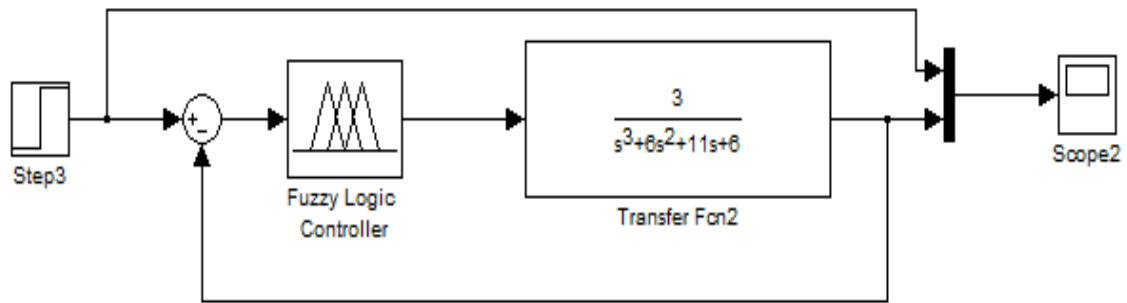 +
−
3
s³+6s²+11s+6
Step3
Fuzzy Logic
Controller
Transfer Fcn2
Scope2